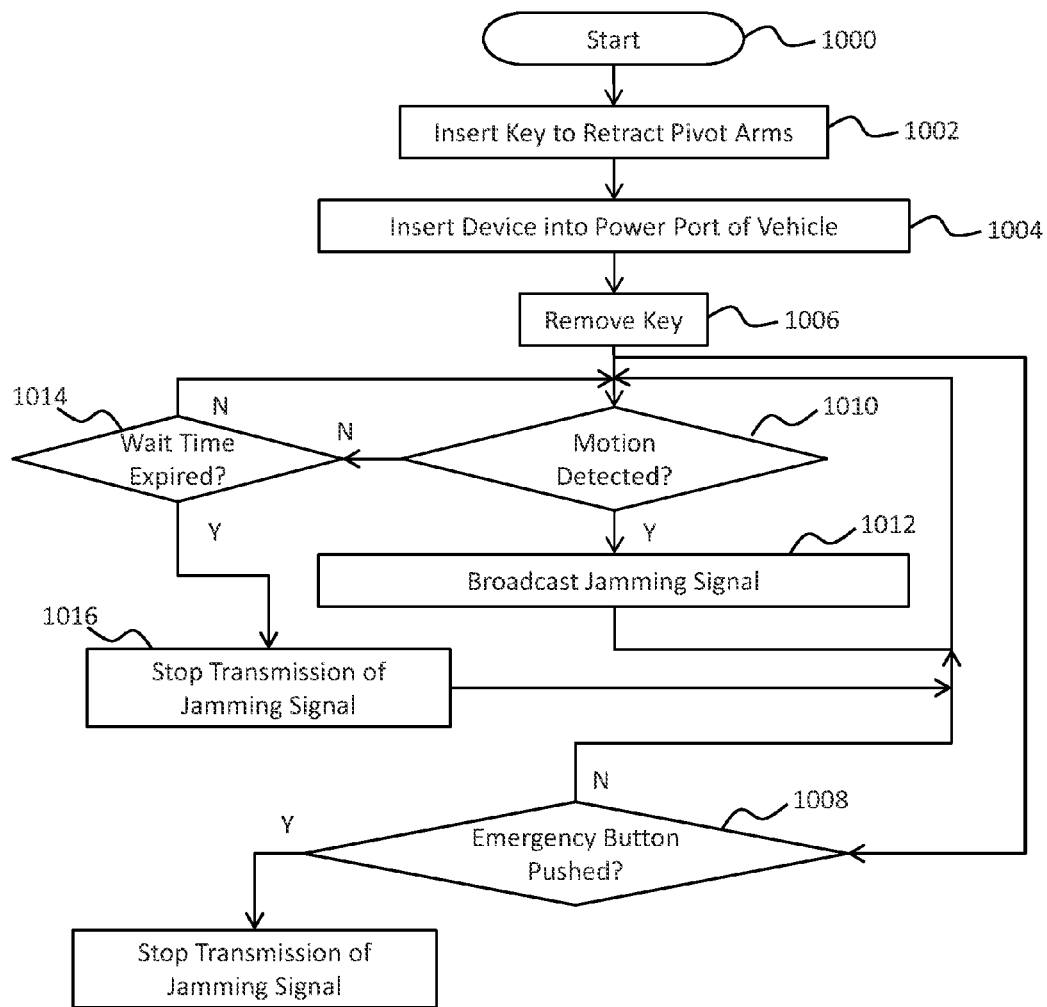 Start
1000
Insert Key to Retract Pivot Arms
1002
Insert Device into Power Port of Vehicle
1004
Remove Key
1006
1014
N
N
1010
Wait Time
Expired?
Motion
Detected?
Y
Y
1012
Broadcast Jamming Signal
1016
Stop Transmission of
Jamming Signal
N
1008
Y
Emergency Button
Pushed?
Stop Transmission of
Jamming Signal